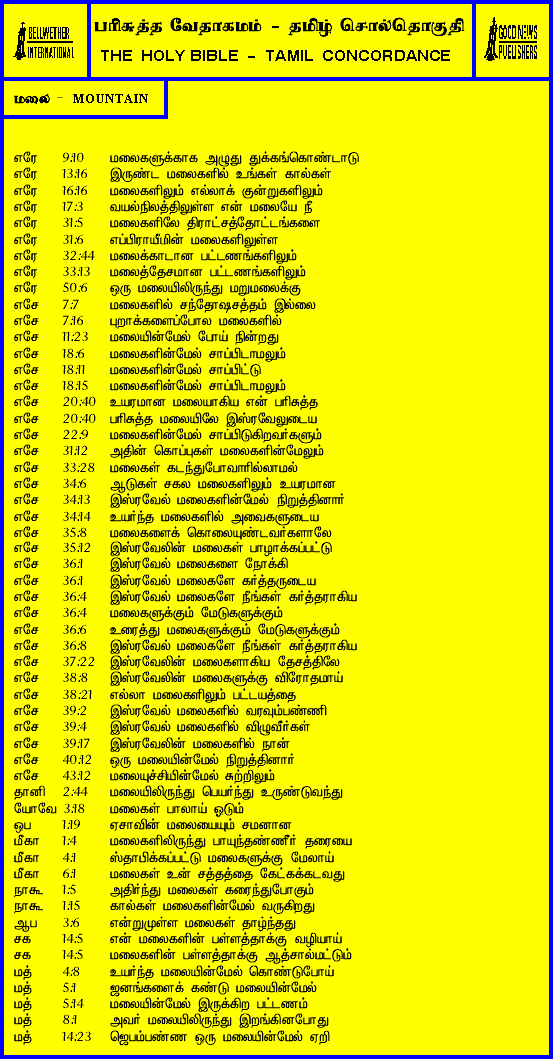 BELLWETHER INTERNATIONAL
பரிசுத்த வேதாகமம் - தமிழ் சொல்தொகுதி
THE HOLY BIBLE - TAMIL CONCORDANCE
GOOD NEWS PUBLISHERS
மலை - MOUNTAIN
எரே 9:10 மலைகளுக்காக அழுது துக்கங்கொண்டாடு
எரே 13:16 இருண்ட மலைகளில் உங்கள் கால்கள்
எரே 16:16 மலைகளிலும் எல்லாக் குன்றுகளிலும்
எரே 17:3 வயல்நிலத்திலுள்ள என் மலையே நீ
எரே 31:5 மலைகளிலே திராட்சத்தோட்டங்களை
எரே 31:6 எப்பிராயீமின் மலைகளிலுள்ள
எரே 32:44 மலைக்காடான பட்டணங்களிலும்
எரே 33:13 மலைத்தேசமான பட்டணங்களிலும்
எரே 50:6 ஒரு மலையிலிருந்து மறுமலைக்கு
எசே 7:7 மலைகளில் சந்தோஷசத்தம் இல்லை
எசே 7:16 புறாக்களைப்போல மலைகளில்
எசே 11:23 மலையின்மேல் போய் நின்றது
எசே 18:6 மலைகளின்மேல் சாப்பிடாமலும்
எசே 18:11 மலைகளின்மேல் சாப்பிட்டு
எசே 18:15 மலைகளின்மேல் சாப்பிடாமலும்
எசே 20:40 உயரமான மலையாகிய என் பரிசுத்த
எசே 20:40 பரிசுத்த மலையிலே இஸ்ரவேலுடைய
எசே 22:9 மலைகளின்மேல் சாப்பிடுகிறவர்களும்
எசே 31:12 அதின் கொப்புகள் மலைகளின்மேலும்
எசே 33:28 மலைகள் கடந்துபோவாரில்லாமல்
எசே 34:6 ஆடுகள் சகல மலைகளிலும் உயரமான
எசே 34:13 இஸ்ரவேல் மலைகளின்மேல் நிறுத்தினார்
எசே 34:14 உயர்ந்த மலைகளில் அவைகளுடைய
எசே 35:8 மலைகளைக் கொலையுண்டவர்களாலே
எசே 35:12 இஸ்ரவேலின் மலைகள் பாழாக்கப்பட்டு
எசே 36:1 இஸ்ரவேல் மலைகளை நோக்கி
எசே 36:1 இஸ்ரவேல் மலைகளே கர்த்தருடைய
எசே 36:4 இஸ்ரவேல் மலைகளே நீங்கள் கர்த்தராகிய
எசே 36:4 மலைகளுக்கும் மேடுகளுக்கும்
எசே 36:6 உரைத்து மலைகளுக்கும் மேடுகளுக்கும்
எசே 36:8 இஸ்ரவேல் மலைகளே நீங்கள் கர்த்தராகிய
எசே 37:22 இஸ்ரவேலின் மலைகளாகிய தேசத்திலே
எசே 38:8 இஸ்ரவேலின் மலைகளுக்கு விரோதமாய்
எசே 38:21 எல்லா மலைகளிலும் பட்டயத்தை
எசே 39:2 இஸ்ரவேல் மலைகளில் வரவும்பண்ணி
எசே 39:4 இஸ்ரவேல் மலைகளில் விழுவீர்கள்
எசே 39:17 இஸ்ரவேலின் மலைகளில் நான்
எசே 40:12 ஒரு மலையின்மேல் நிறுத்தினார்
எசே 43:12 மலையுச்சியின்மேல் சுற்றிலும்
தானி 2:44 மலையிலிருந்து பெயர்ந்து உருண்டுவந்து
யோவே 3:18 மலைகள் பாலாய் ஓடும்
ஒப 1:19 ஏசாவின் மலையையும் சமனான
மீகா 1:4 மலைகளிலிருந்து பாயுந்தண்ணீர் தரையை
மீகா 4:1 ஸ்தாபிக்கப்பட்டு மலைகளுக்கு மேலாய்
மீகா 6:1 மலைகள் உன் சத்தத்தை கேட்கக்கடவது
நாகூ 1:5 அதிர்ந்து மலைகள் கரைந்துபோகும்
நாகூ 1:15 கால்கள் மலைகளின்மேல் வருகிறது
ஆப 3:6 என்றுமுள்ள மலைகள் தாழ்ந்தது
சக 14:5 என் மலைகளின் பள்ளத்தாக்கு வழியாய்
சக 14:5 மலைகளின் பள்ளத்தாக்கு ஆத்சால்மட்டும்
மத் 4:8 உயர்ந்த மலையின்மேல் கொண்டுபோய்
மத் 5:1 ஜனங்களைக் கண்டு மலையின்மேல்
மத் 5:14 மலையின்மேல் இருக்கிற பட்டணம்
மத் 8:1 அவர் மலையிலிருந்து இறங்கினபோது
மத் 14:23 ஜெபம்பண்ண ஒரு மலையின்மேல் ஏறி